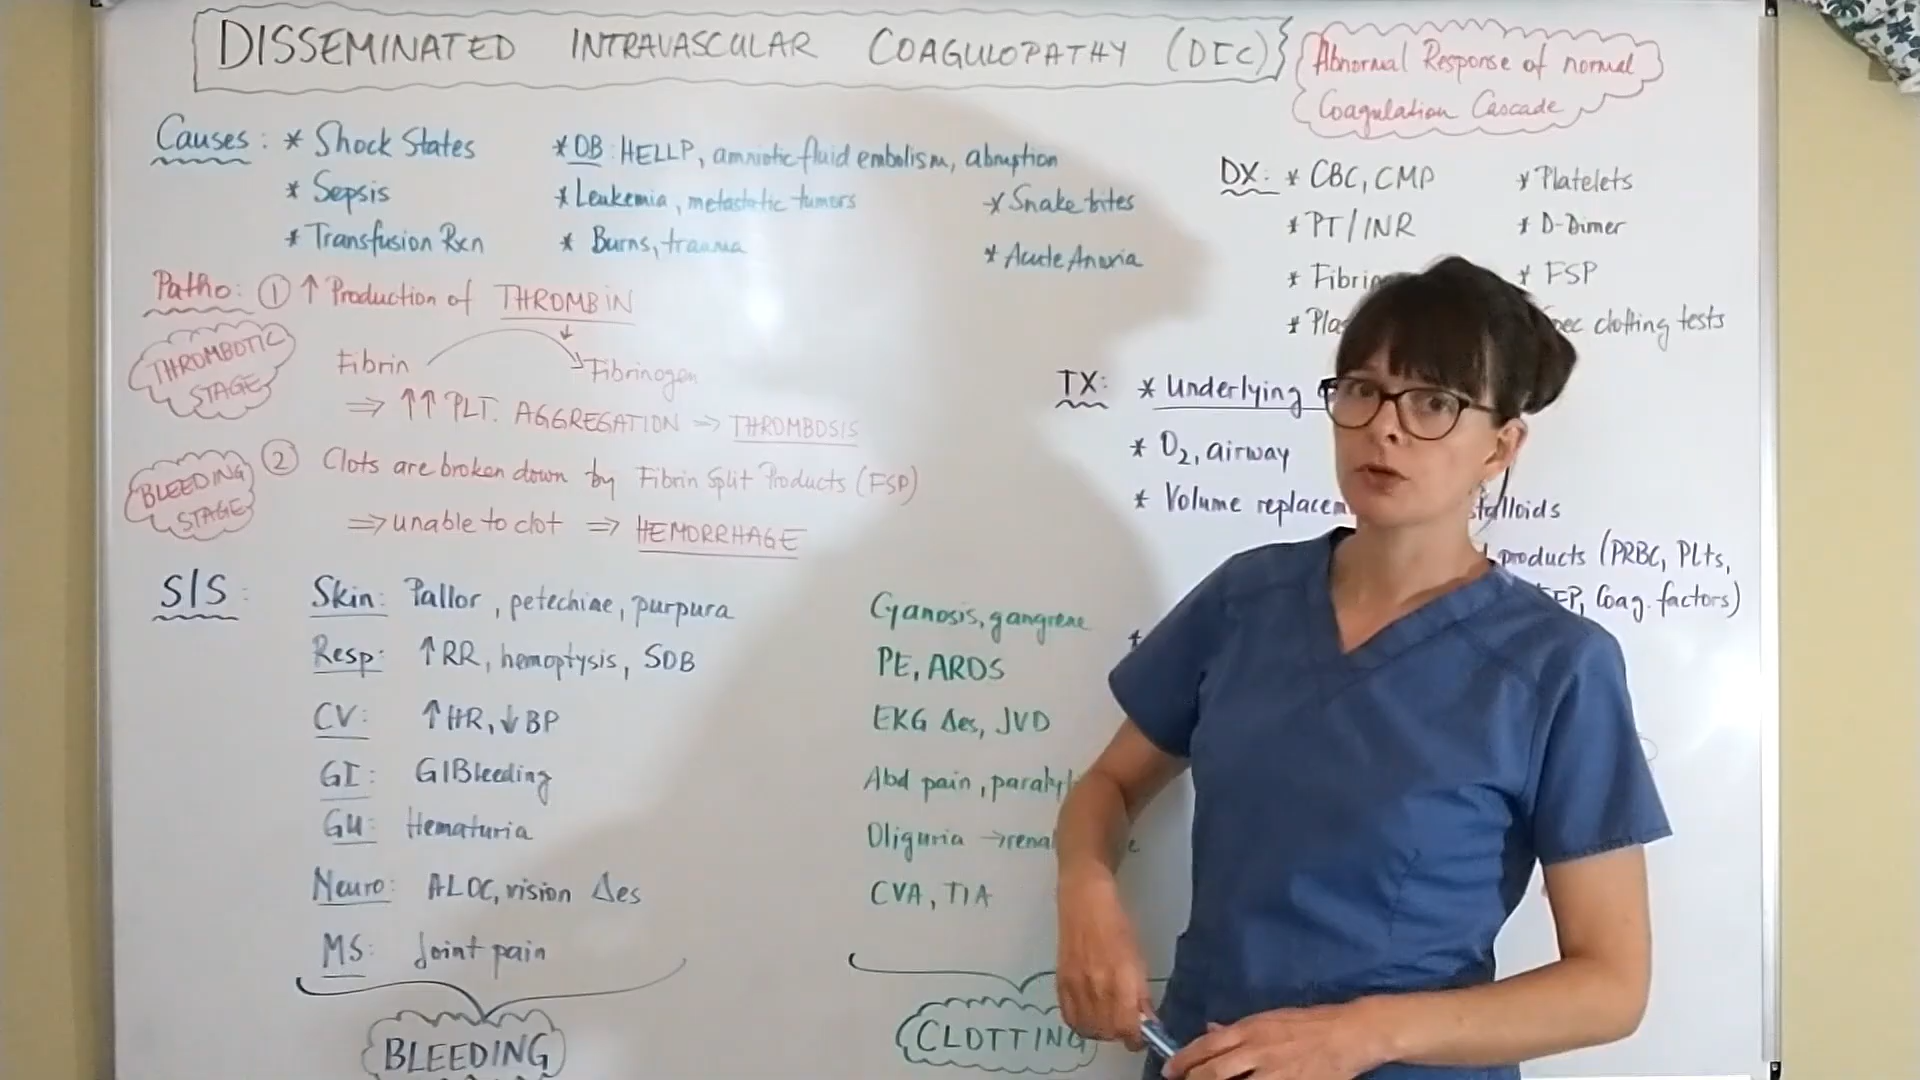 DISSEMINATED INTRAVASCULAR COAGULOPATHY (DIC)
Abnormal Response of normal
Coagulation Cascade
Causes: * Shock States
* Sepsis
* Transfusion Rxn
* OB: HELLP, amniotic fluid embolism, abruption
* Leukemia, metastatic tumors
* Burns, trauma
* Snake bites
* Acute Anoxia
DX: * CBC, CMP
* PT/INR
* Platelets
* D-Dimer
* FSP
clotting tests
Patho: ① ↑ Production of THROMBIN
THROMBOTIC
STAGE
Fibrin
Fibrinogen
⇒ ↑↑ PLT. AGGREGATION ⇒ THROMBOSIS
BLEEDING
STAGE
② Clots are broken down by Fibrin Split Products (FSP)
⇒ unable to clot ⇒ HEMORRHAGE
TX: * Underlying
* O2, airway
* Volume
products (PRBC, Plts,
Coag. factors)
S/S:
Skin: Pallor, petechiae, purpura
Resp: ↑RR, hemoptysis, SOB
CV: ↑HR, ↓BP
GI: GI Bleeding
GU: Hematuria
Neuro: ALOC, vision Δes
MS: Joint pain
BLEEDING
Cyanosis, gangrene
PE, ARDS
EKG Δes, JVD
Abd pain,
Oliguria →
CVA, TIA
CLOTTING